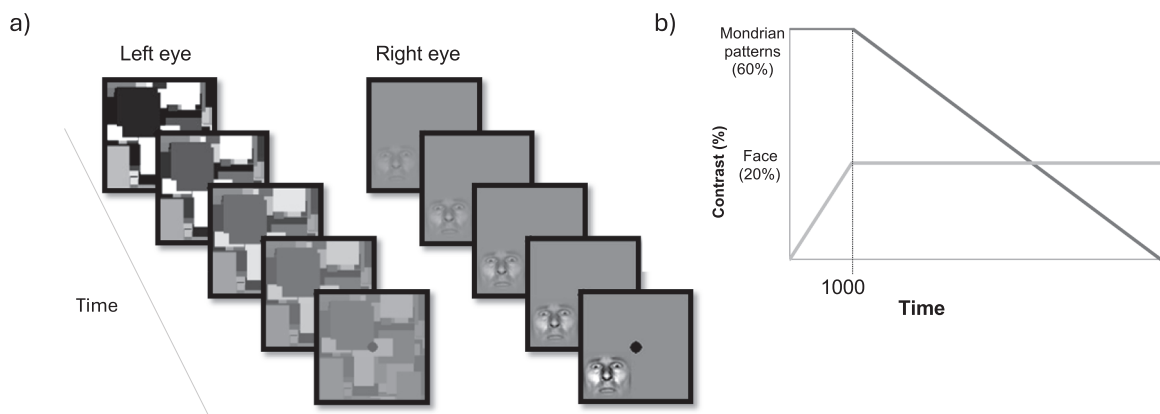 a)
Left eye
Right eye
Time
b)
Mondrian
patterns
(60%)
Face
(20%)
Contrast (%)
1000
Time